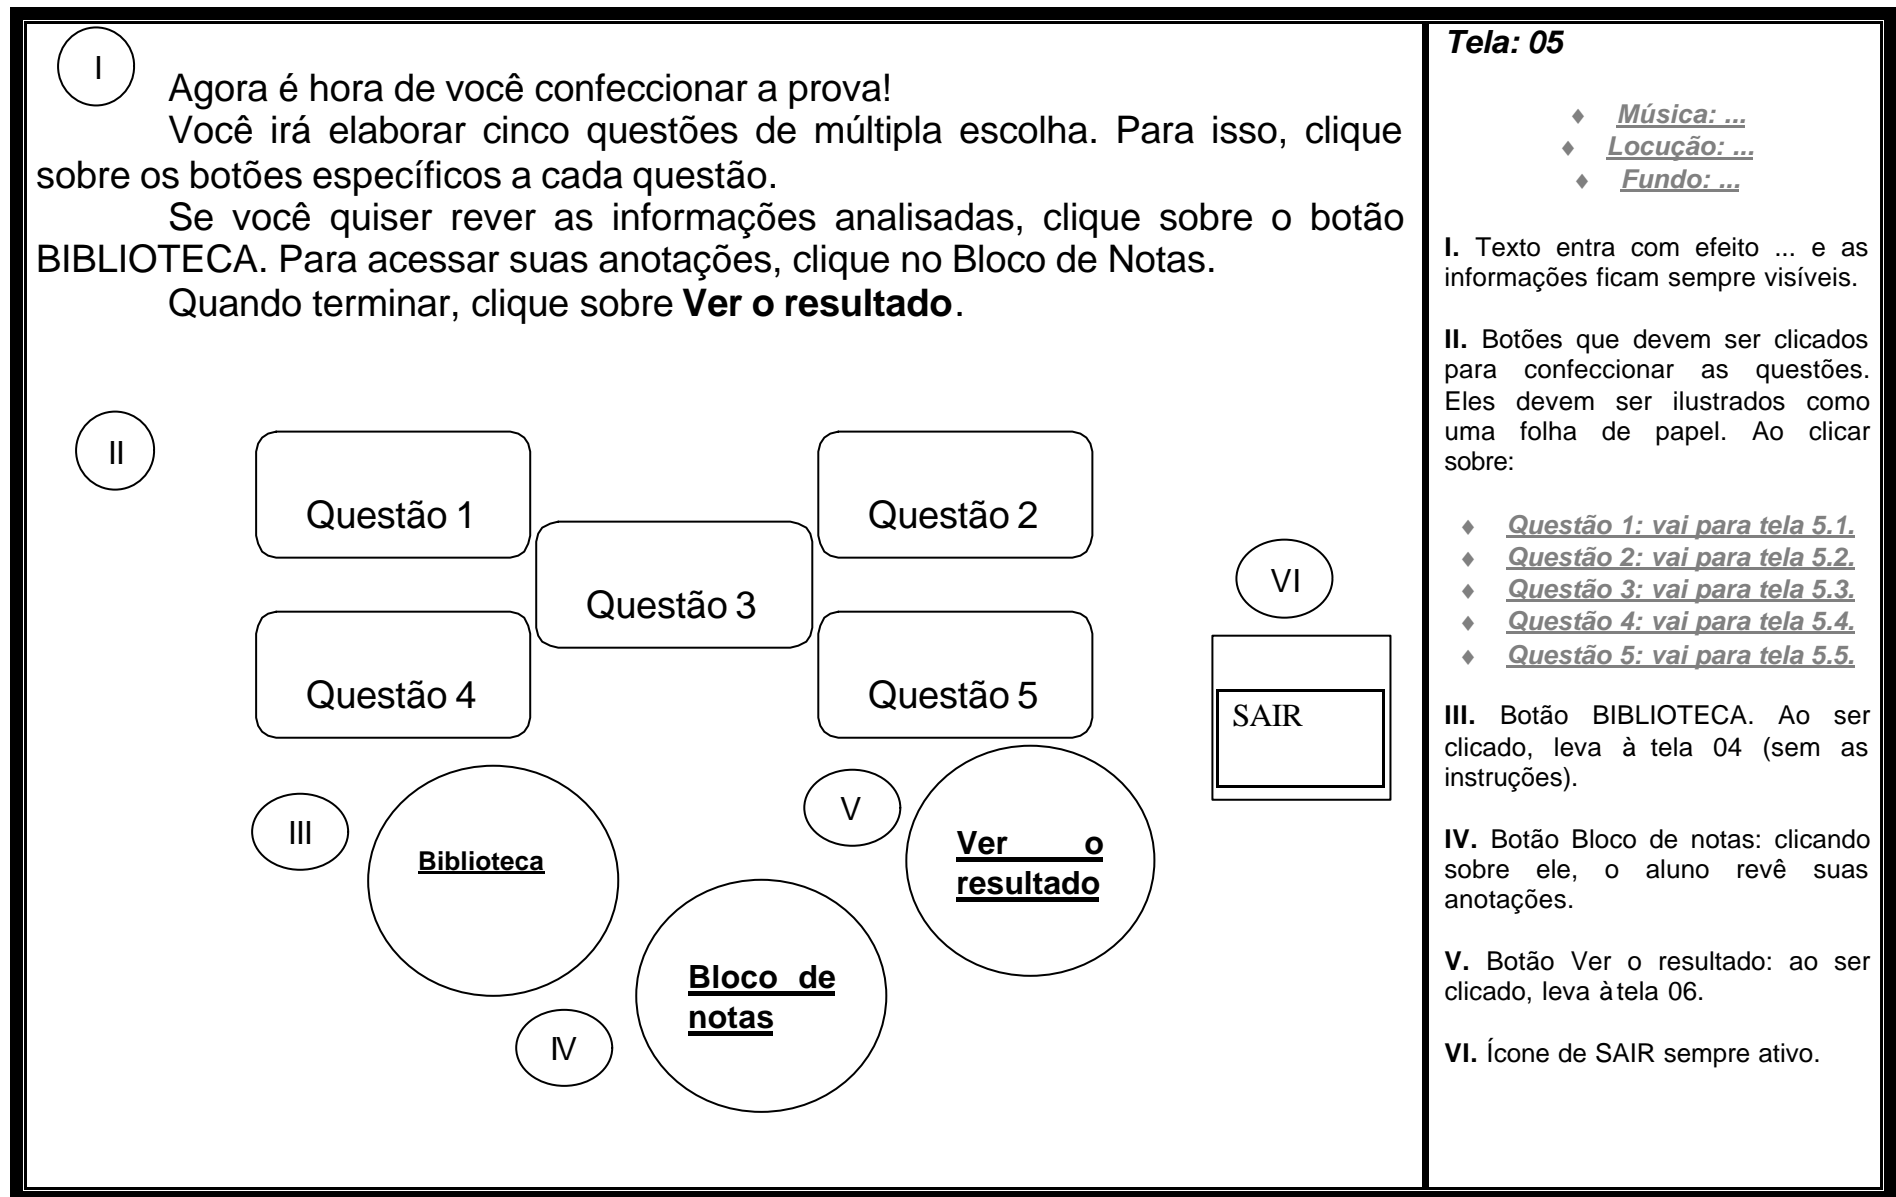 I
Agora é hora de você confeccionar a prova!
Você irá elaborar cinco questões de múltipla escolha. Para isso, clique
sobre os botões específicos a cada questão.
Se você quiser rever as informações analisadas, clique sobre o botão
BIBLIOTECA. Para acessar suas anotações, clique no Bloco de Notas.
Quando terminar, clique sobre Ver o resultado.
II
Questão 1
Questão 2
Questão 3
Questão 4
Questão 5
VI
SAIR
III
Biblioteca
V
Ver o
resultado
IV
Bloco de
notas
Tela: 05
♦ Música: ...
♦ Locução: ...
♦ Fundo: ...
I. Texto entra com efeito ... e as
informações ficam sempre visíveis.
II. Botões que devem ser clicados
para confeccionar as questões.
Eles devem ser ilustrados como
uma folha de papel. Ao clicar
sobre:
♦ Questão 1: vai para tela 5.1.
♦ Questão 2: vai para tela 5.2.
♦ Questão 3: vai para tela 5.3.
♦ Questão 4: vai para tela 5.4.
♦ Questão 5: vai para tela 5.5.
III. Botão BIBLIOTECA. Ao ser
clicado, leva à tela 04 (sem as
instruções).
IV. Botão Bloco de notas: clicando
sobre ele, o aluno revê suas
anotações.
V. Botão Ver o resultado: ao ser
clicado, leva à tela 06.
VI. Ícone de SAIR sempre ativo.